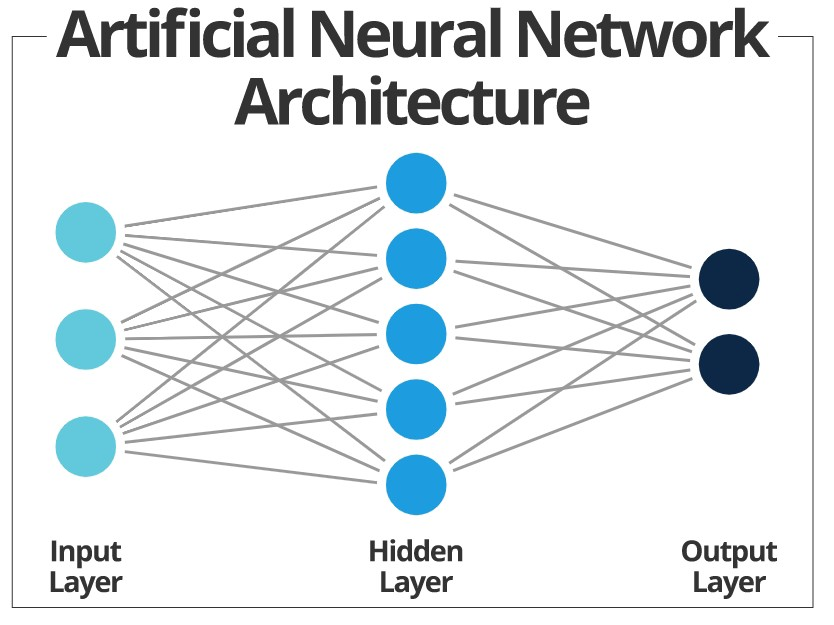 Artificial Neural Network
Architecture
Input
Layer
Hidden
Layer
Output
Layer